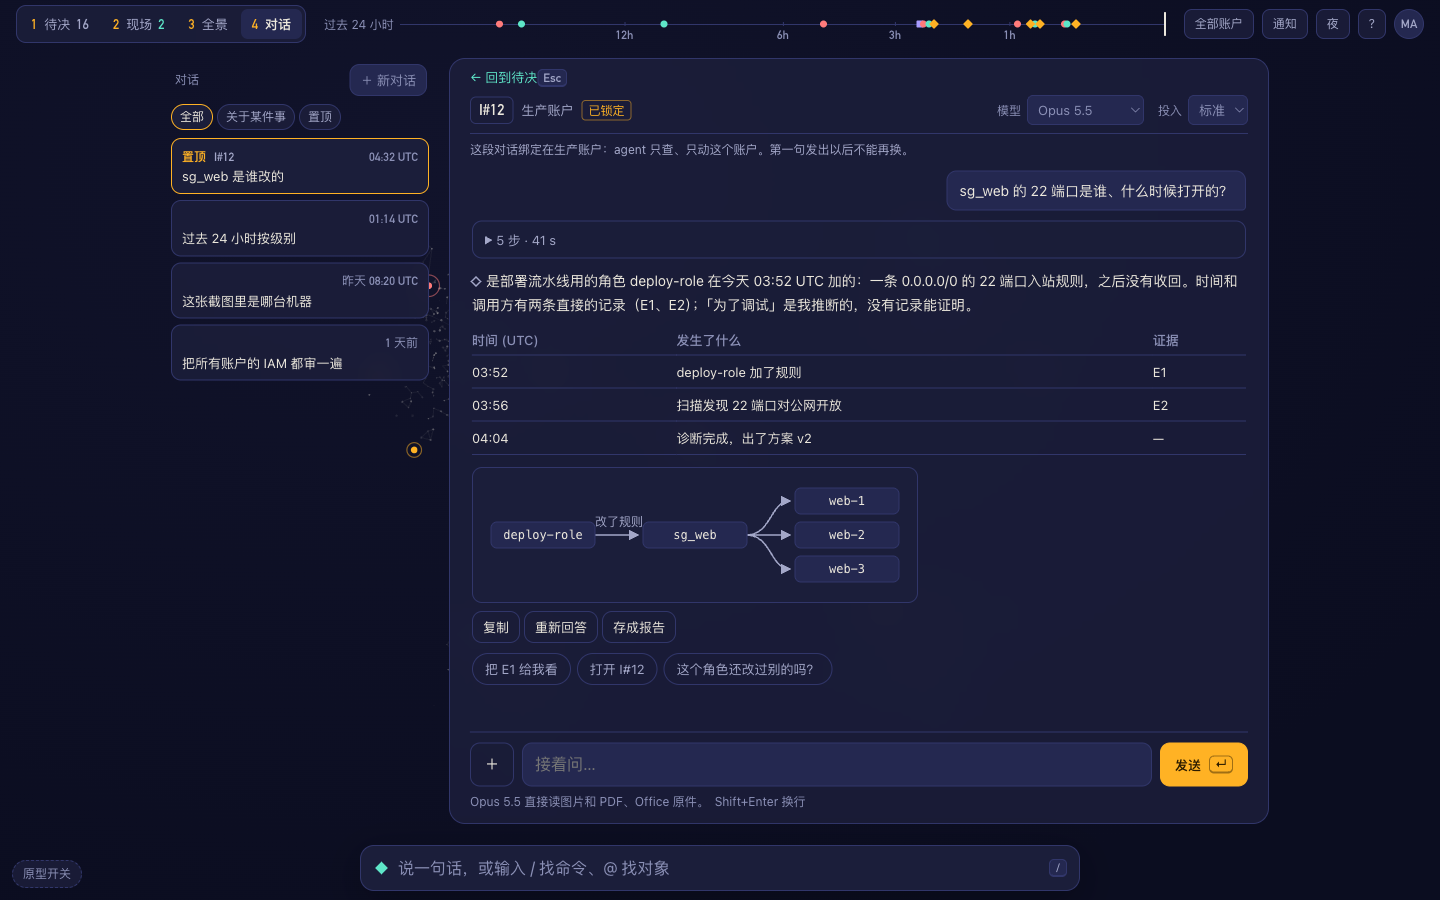 1 待决 16 2 现场 2 3 全景 4 对话
过去 24 小时
12h 6h 3h 1h
全部账户 通知 夜 ? MA
对话
+ 新对话
全部 关于某件事 置顶
置顶 I#12 04:32 UTC
sg_web 是谁改的
01:14 UTC
过去 24 小时按级别
昨天 08:20 UTC
这张截图里是哪台机器
1 天前
把所有账户的 IAM 都审一遍
← 回到待决 Esc
I#12 生产账户 已锁定 模型 Opus 5.5 投入 标准
这段对话绑定在生产账户：agent 只查、只动这个账户。第一句发出以后不能再换。
sg_web 的 22 端口是谁、什么时候打开的？
▶ 5 步 · 41 s
◇ 是部署流水线用的角色 deploy-role 在今天 03:52 UTC 加的：一条 0.0.0.0/0 的 22 端口入站规则，之后没有收回。时间和
调用方有两条直接的记录（E1、E2）；「为了调试」是我推断的，没有记录能证明。
时间 (UTC) 发生了什么 证据
03:52 deploy-role 加了规则 E1
03:56 扫描发现 22 端口对公网开放 E2
04:04 诊断完成，出了方案 v2 —
deploy-role
改了规则
sg_web
web-1
web-2
web-3
复制 重新回答 存成报告
把 E1 给我看 打开 I#12 这个角色还改过别的吗？
+ 接着问… 发送 ↵
Opus 5.5 直接读图片和 PDF、Office 原件。 Shift+Enter 换行
说一句话，或输入 / 找命令、@ 找对象 /
原型开关